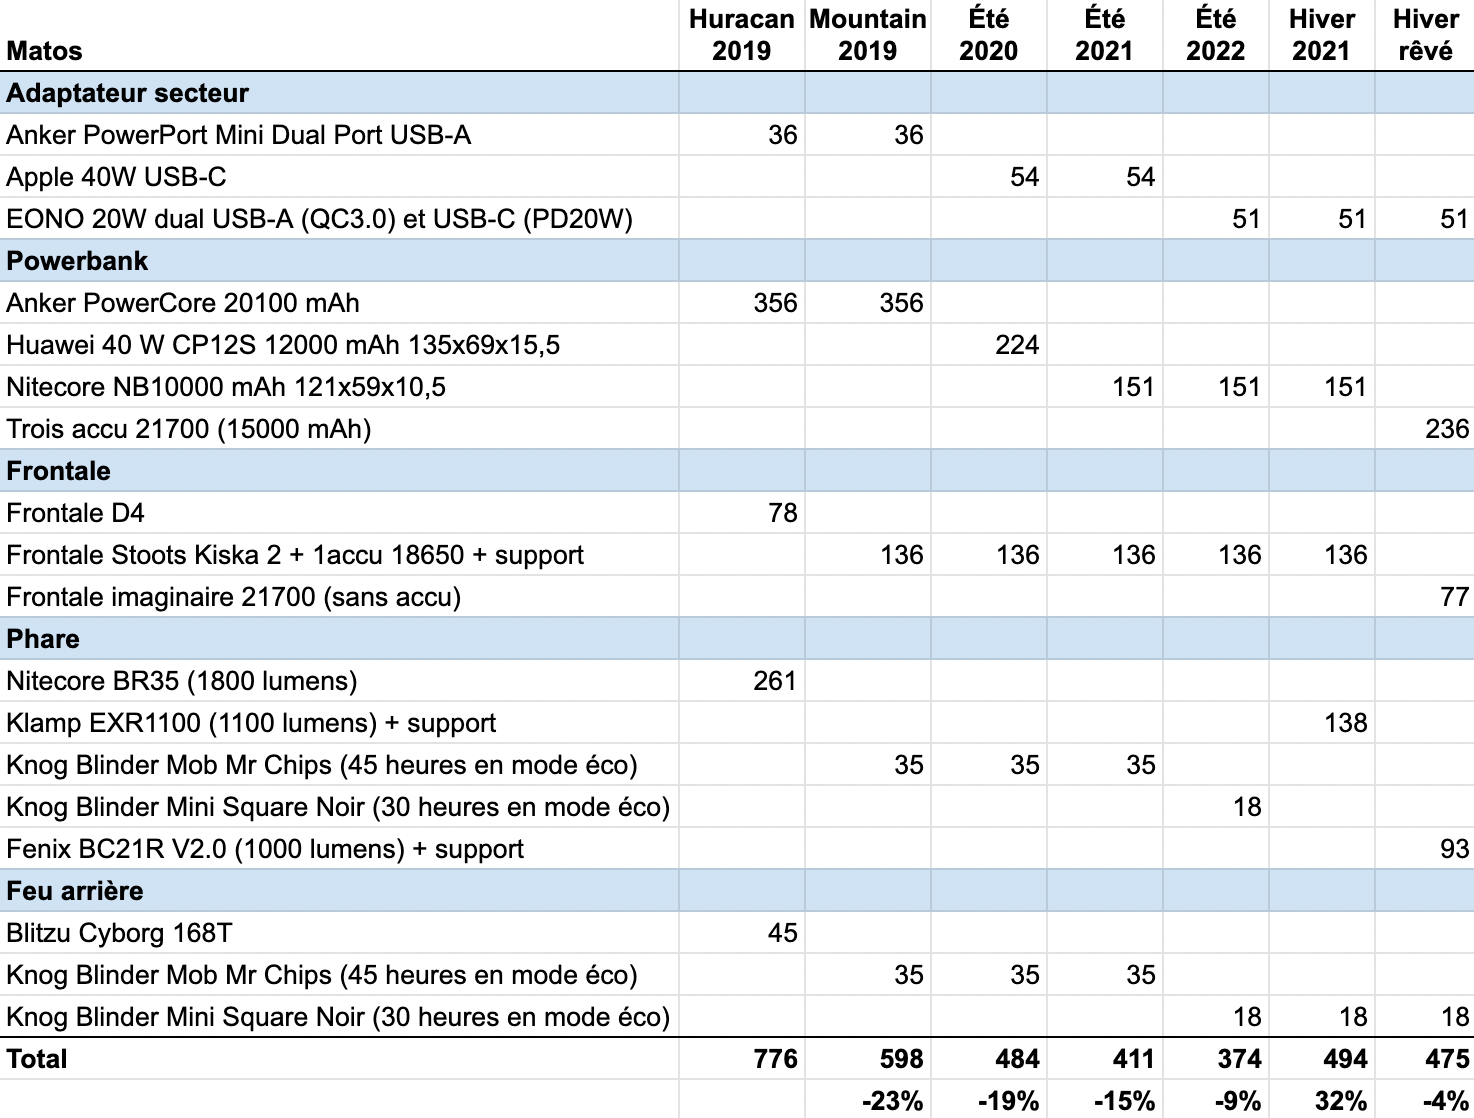 Matos Huracan 2019 Mountain 2019 Été 2020 Été 2021 Été 2022 Hiver 2021 Hiver rêvé
Adaptateur secteur
Anker PowerPort Mini Dual Port USB-A 36 36
Apple 40W USB-C 54 54
EONO 20W dual USB-A (QC3.0) et USB-C (PD20W) 51 51 51
Powerbank
Anker PowerCore 20100 mAh 356 356
Huawei 40 W CP12S 12000 mAh 135x69x15,5 224
Nitecore NB10000 mAh 121x59x10,5 151 151 151
Trois accu 21700 (15000 mAh) 236
Frontale
Frontale D4 78
Frontale Stoots Kiska 2 + 1accu 18650 + support 136 136 136 136 136
Frontale imaginaire 21700 (sans accu) 77
Phare
Nitecore BR35 (1800 lumens) 261
Klamp EXR1100 (1100 lumens) + support 138
Knog Blinder Mob Mr Chips (45 heures en mode éco) 35 35 35
Knog Blinder Mini Square Noir (30 heures en mode éco) 18
Fenix BC21R V2.0 (1000 lumens) + support 93
Feu arrière
Blitzu Cyborg 168T 45
Knog Blinder Mob Mr Chips (45 heures en mode éco) 35 35 35
Knog Blinder Mini Square Noir (30 heures en mode éco) 18 18 18
Total 776 598 484 411 374 494 475
-23% -19% -15% -9% 32% -4%